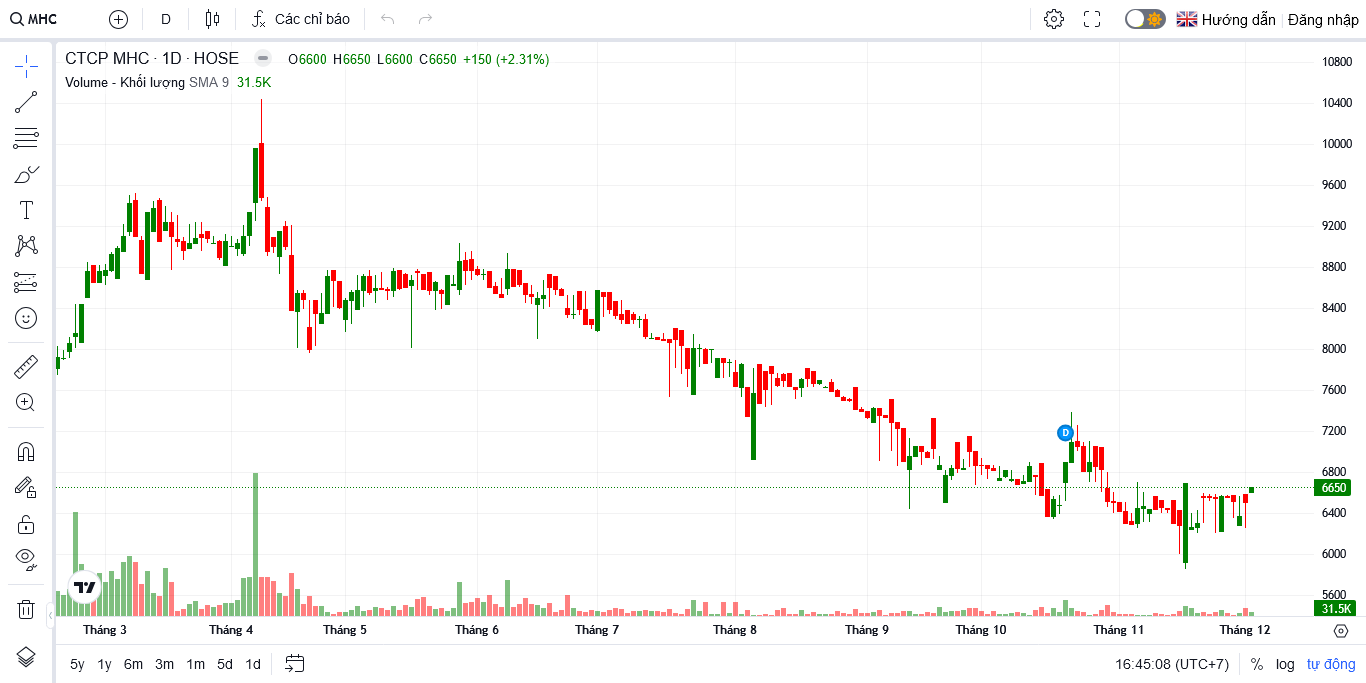 MHC D Các chỉ báo Hướng dẫn Đăng nhập
CTCP MHC · 1D · HOSE O6600 H6650 L6600 C6650 +150 (+2.31%)
Volume - Khối lượng SMA 9 31.5K
10800
10400
10000
9600
9200
8800
8400
8000
7600
7200
D
6800
6650
6400
6000
5600
31.5K
Tháng 3 Tháng 4 Tháng 5 Tháng 6 Tháng 7 Tháng 8 Tháng 9 Tháng 10 Tháng 11 Tháng 12
5y 1y 6m 3m 1m 5d 1d 16:45:08 (UTC+7) % log tự động